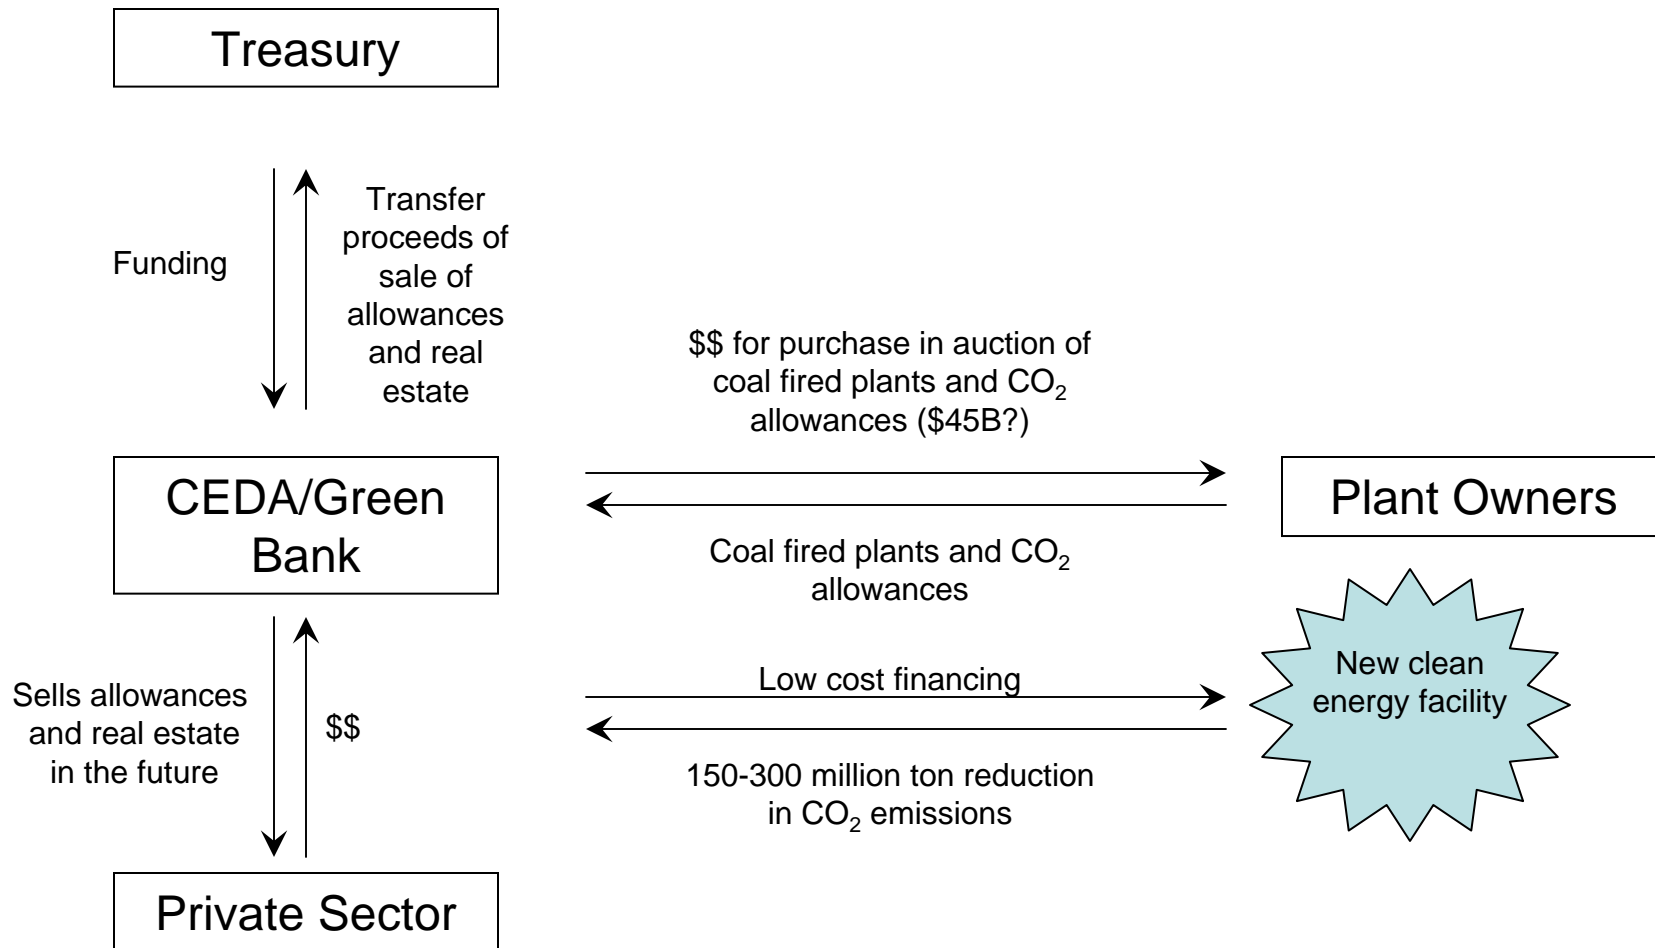 Treasury
Funding
Transfer
proceeds of
sale of
allowances
and real
estate
$$ for purchase in auction of
coal fired plants and CO₂
allowances ($45B?)
CEDA/Green
Bank
Plant Owners
Coal fired plants and CO₂
allowances
New clean
energy facility
Low cost financing
Sells allowances
and real estate
in the future
$$
150-300 million ton reduction
in CO₂ emissions
Private Sector